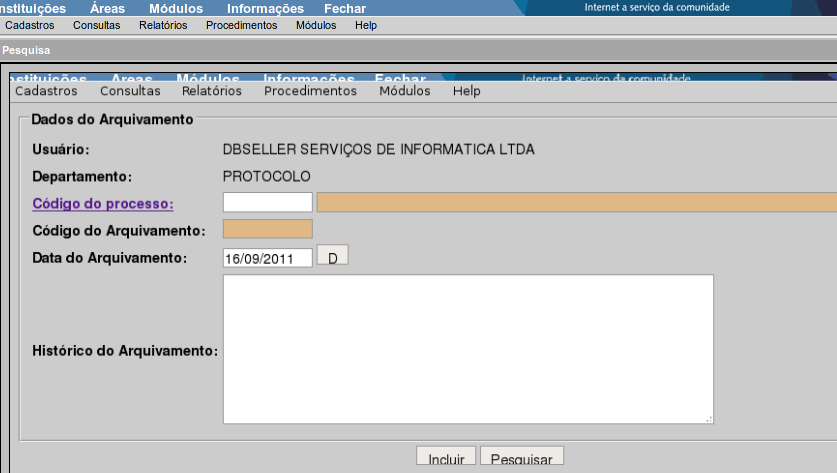 nstituições Áreas Módulos Informações Fechar Internet a serviço da comunidade
Cadastros Consultas Relatórios Procedimentos Módulos Help
Pesquisa
nstituições Áreas Módulos Informações Fechar Internet a serviço da comunidade
Cadastros Consultas Relatórios Procedimentos Módulos Help
Dados do Arquivamento
Usuário: DBSELLER SERVIÇOS DE INFORMATICA LTDA
Departamento: PROTOCOLO
Código do processo:
Código do Arquivamento:
Data do Arquivamento: 16/09/2011 D
Histórico do Arquivamento:
Incluir Pesquisar